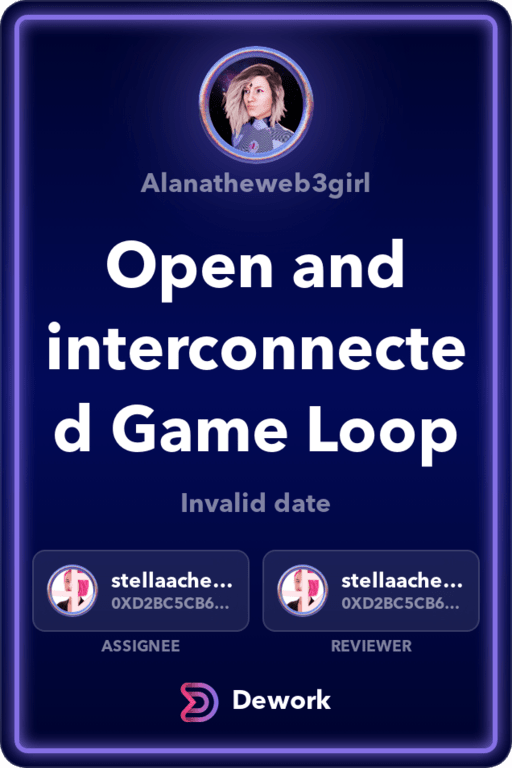 Alanatheweb3girl
Open and
interconnecte
d Game Loop
Invalid date
stellaache...
0XD2BC5CB6...
ASSIGNEE
stellaache...
0XD2BC5CB6...
REVIEWER
Dework